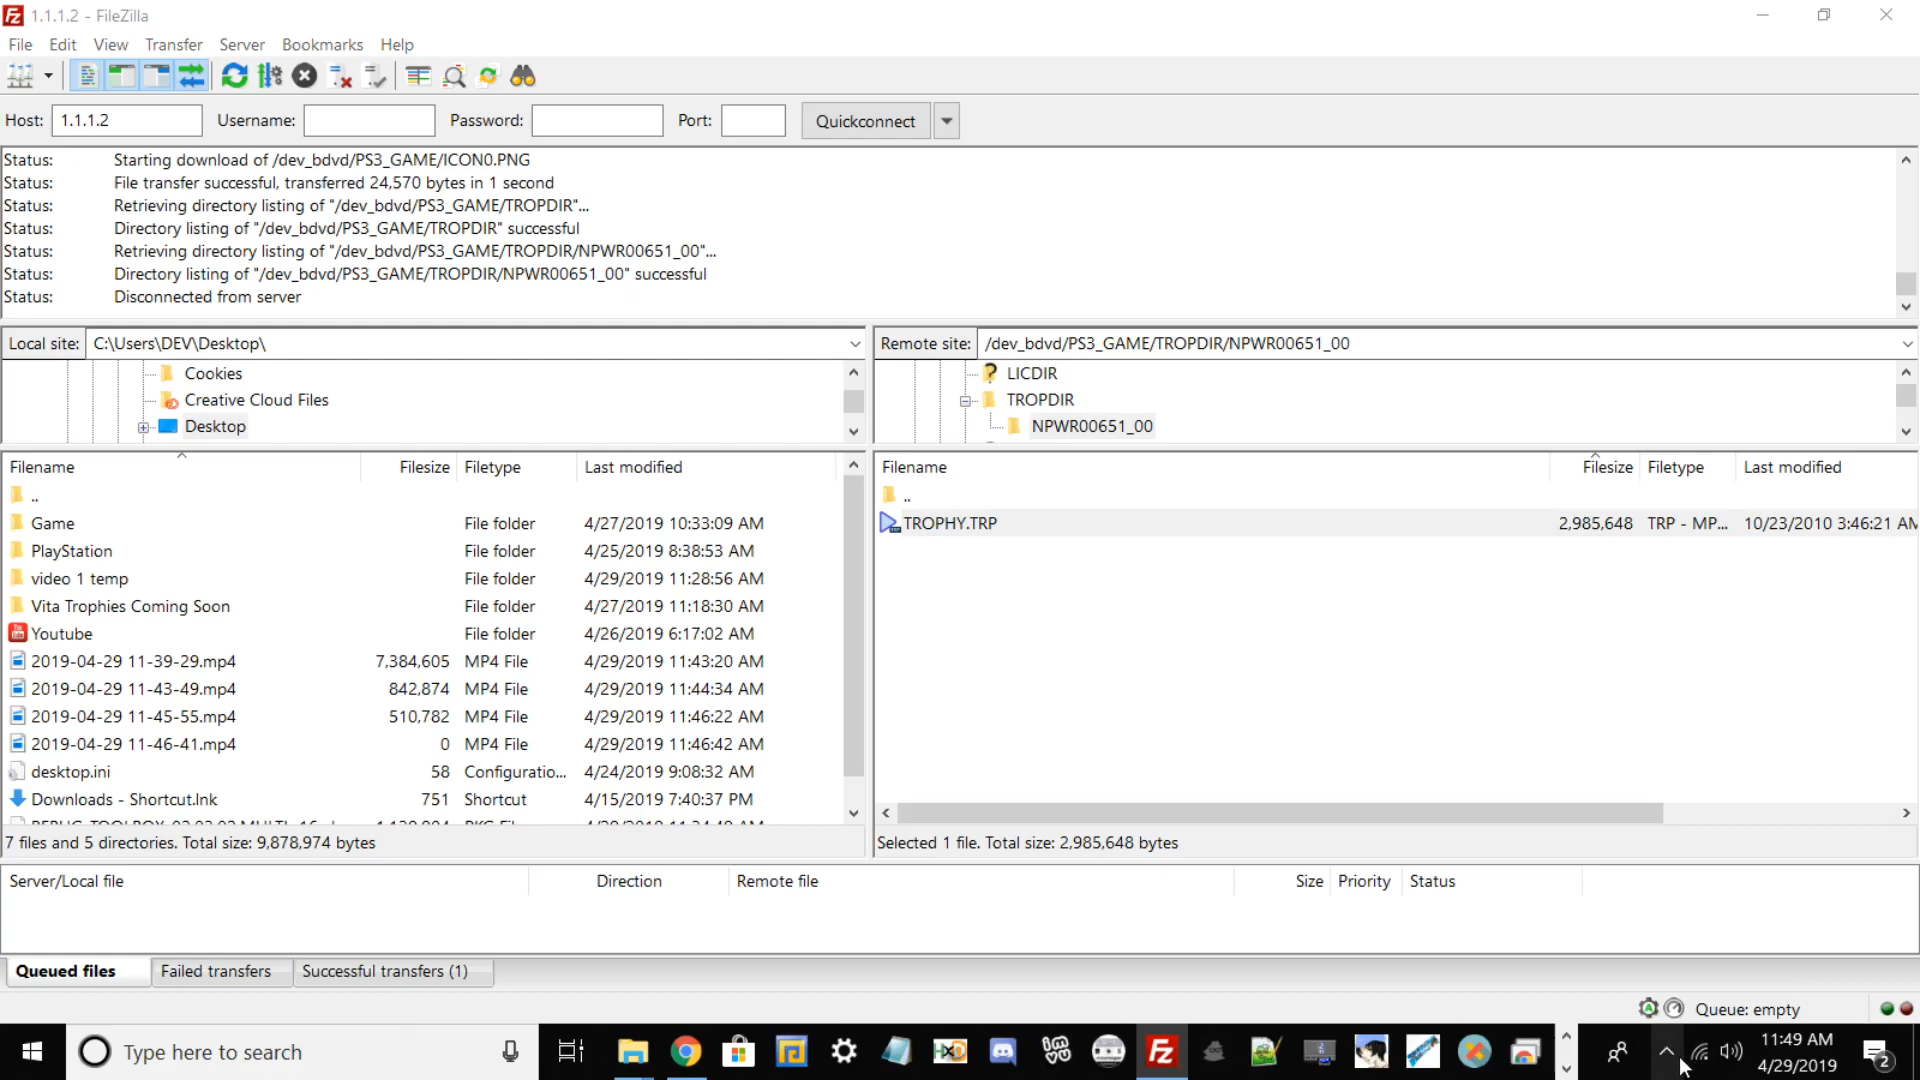 1.1.1.2 - FileZilla
File Edit View Transfer Server Bookmarks Help
Host: 1.1.1.2 Username: Password: Port: Quickconnect
Status: Starting download of /dev_bdvd/PS3_GAME/ICON0.PNG
Status: File transfer successful, transferred 24,570 bytes in 1 second
Status: Retrieving directory listing of "/dev_bdvd/PS3_GAME/TROPDIR"...
Status: Directory listing of "/dev_bdvd/PS3_GAME/TROPDIR" successful
Status: Retrieving directory listing of "/dev_bdvd/PS3_GAME/TROPDIR/NPWR00651_00"...
Status: Directory listing of "/dev_bdvd/PS3_GAME/TROPDIR/NPWR00651_00" successful
Status: Disconnected from server
Local site: C:\Users\DEV\Desktop\
Cookies
Creative Cloud Files
Desktop
Remote site: /dev_bdvd/PS3_GAME/TROPDIR/NPWR00651_00
LICDIR
TROPDIR
NPWR00651_00
Filename Filesize Filetype Last modified
..
Game File folder 4/27/2019 10:33:09 AM
PlayStation File folder 4/25/2019 8:38:53 AM
video 1 temp File folder 4/29/2019 11:28:56 AM
Vita Trophies Coming Soon File folder 4/27/2019 11:18:30 AM
Youtube File folder 4/26/2019 6:17:02 AM
2019-04-29 11-39-29.mp4 7,384,605 MP4 File 4/29/2019 11:43:20 AM
2019-04-29 11-43-49.mp4 842,874 MP4 File 4/29/2019 11:44:34 AM
2019-04-29 11-45-55.mp4 510,782 MP4 File 4/29/2019 11:46:22 AM
2019-04-29 11-46-41.mp4 0 MP4 File 4/29/2019 11:46:42 AM
desktop.ini 58 Configuratio... 4/24/2019 9:08:32 AM
Downloads - Shortcut.lnk 751 Shortcut 4/15/2019 7:40:37 PM
7 files and 5 directories. Total size: 9,878,974 bytes
Filename Filesize Filetype Last modified
..
TROPHY.TRP 2,985,648 TRP - MP... 10/23/2010 3:46:21 AM
Selected 1 file. Total size: 2,985,648 bytes
Server/Local file Direction Remote file Size Priority Status
Queued files Failed transfers Successful transfers (1)
Queue: empty
Type here to search
11:49 AM
4/29/2019
2